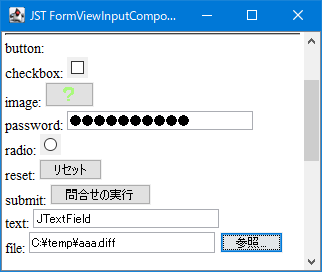 JST FormViewInputCompo...
button:
checkbox:
image: ?
password: ●●●●●●●●●●
radio:
reset: リセット
submit: 問合せの実行
text: JTextField
file: C:¥temp¥aaa.diff 参照...